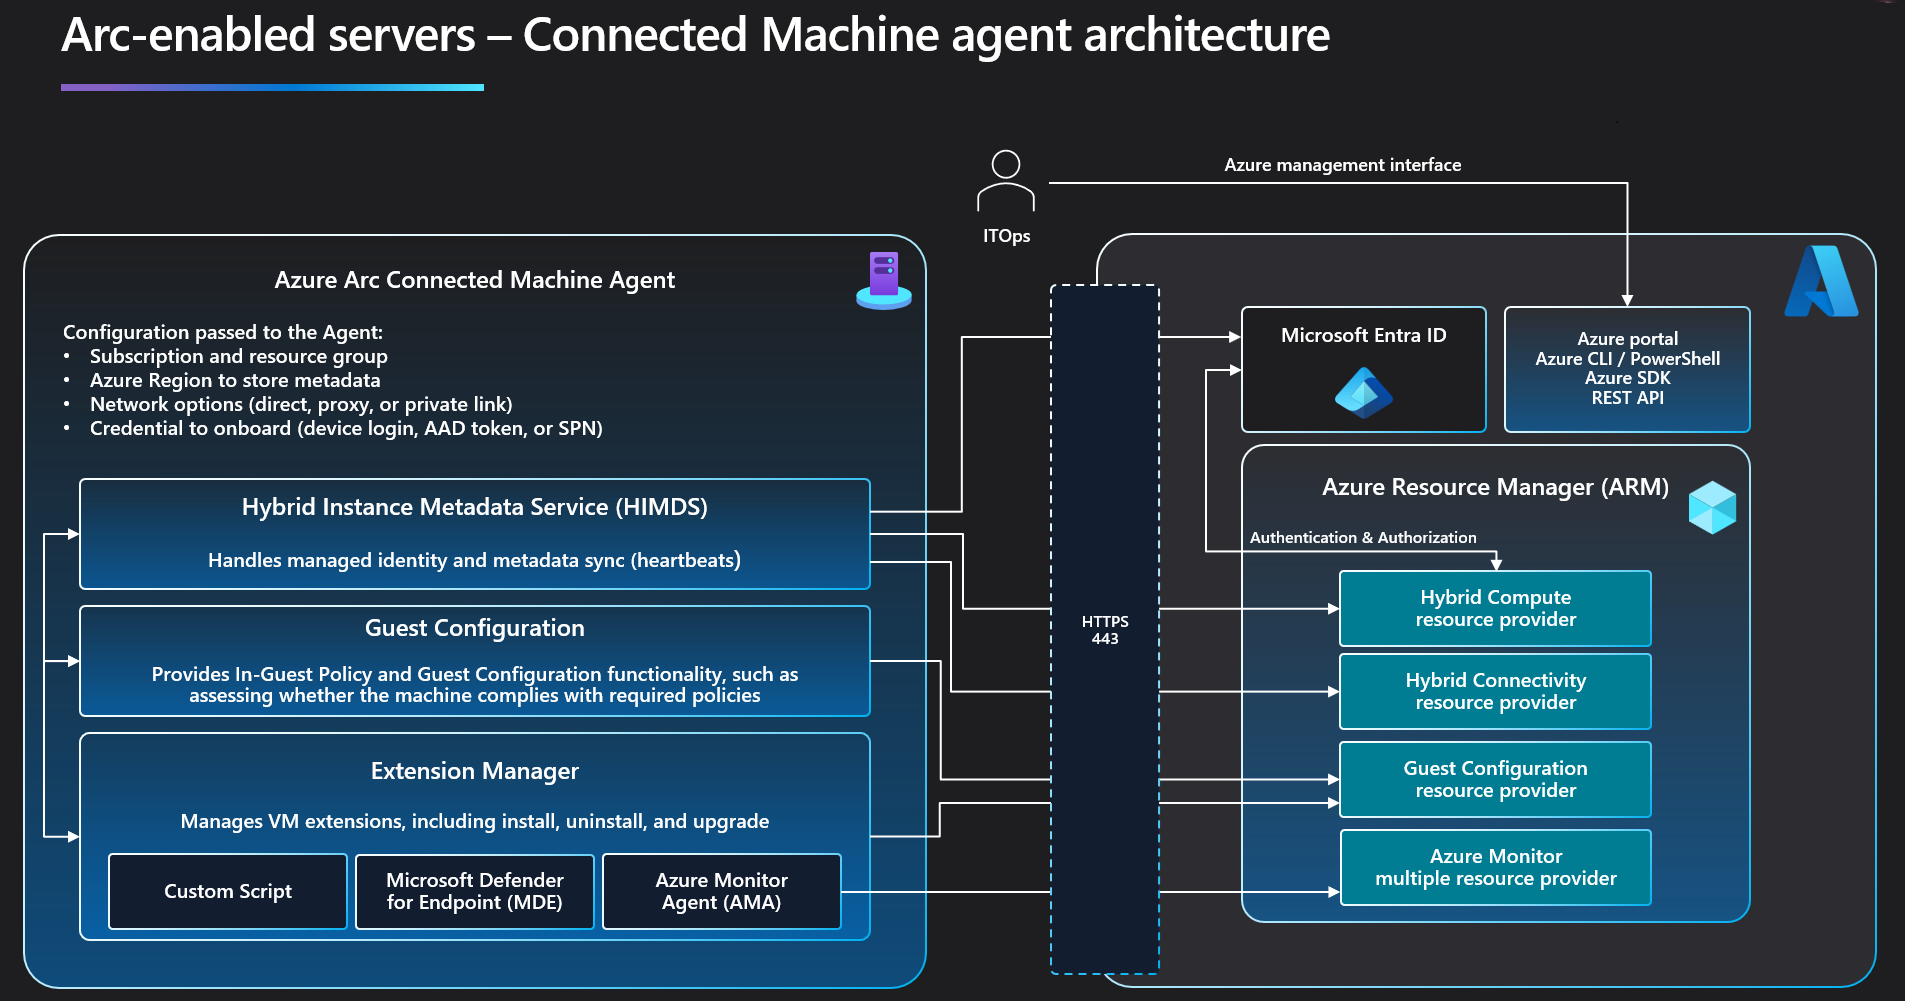 Arc-enabled servers – Connected Machine agent architecture
Azure management interface
ITOps
Azure Arc Connected Machine Agent
Configuration passed to the Agent:
• Subscription and resource group
• Azure Region to store metadata
• Network options (direct, proxy, or private link)
• Credential to onboard (device login, AAD token, or SPN)
Hybrid Instance Metadata Service (HIMDS)
Handles managed identity and metadata sync (heartbeats)
Guest Configuration
Provides In-Guest Policy and Guest Configuration functionality, such as
assessing whether the machine complies with required policies
Extension Manager
Manages VM extensions, including install, uninstall, and upgrade
Custom Script
Microsoft Defender
for Endpoint (MDE)
Azure Monitor
Agent (AMA)
HTTPS
443
Microsoft Entra ID
Azure portal
Azure CLI / PowerShell
Azure SDK
REST API
Azure Resource Manager (ARM)
Authentication & Authorization
Hybrid Compute
resource provider
Hybrid Connectivity
resource provider
Guest Configuration
resource provider
Azure Monitor
multiple resource provider